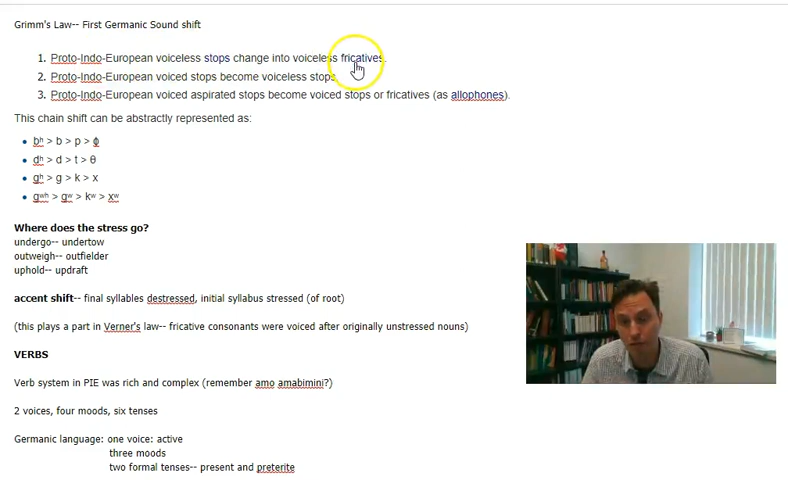 Grimm's Law-- First Germanic Sound shift
1. Proto-Indo-European voiceless stops change into voiceless fricatives.
2. Proto-Indo-European voiced stops become voiceless stops.
3. Proto-Indo-European voiced aspirated stops become voiced stops or fricatives (as allophones).
This chain shift can be abstractly represented as:
• bʰ > b > p > ɸ
• dʰ > d > t > θ
• gʰ > g > k > x
• gʷʰ > gʷ > kʷ > xʷ
Where does the stress go?
undergo-- undertow
outweigh-- outfielder
uphold-- updraft
accent shift-- final syllables destressed, initial syllabus stressed (of root)
(this plays a part in Verner's law-- fricative consonants were voiced after originally unstressed nouns)
VERBS
Verb system in PIE was rich and complex (remember amo amabimini?)
2 voices, four moods, six tenses
Germanic language: one voice: active
three moods
two formal tenses-- present and preterite